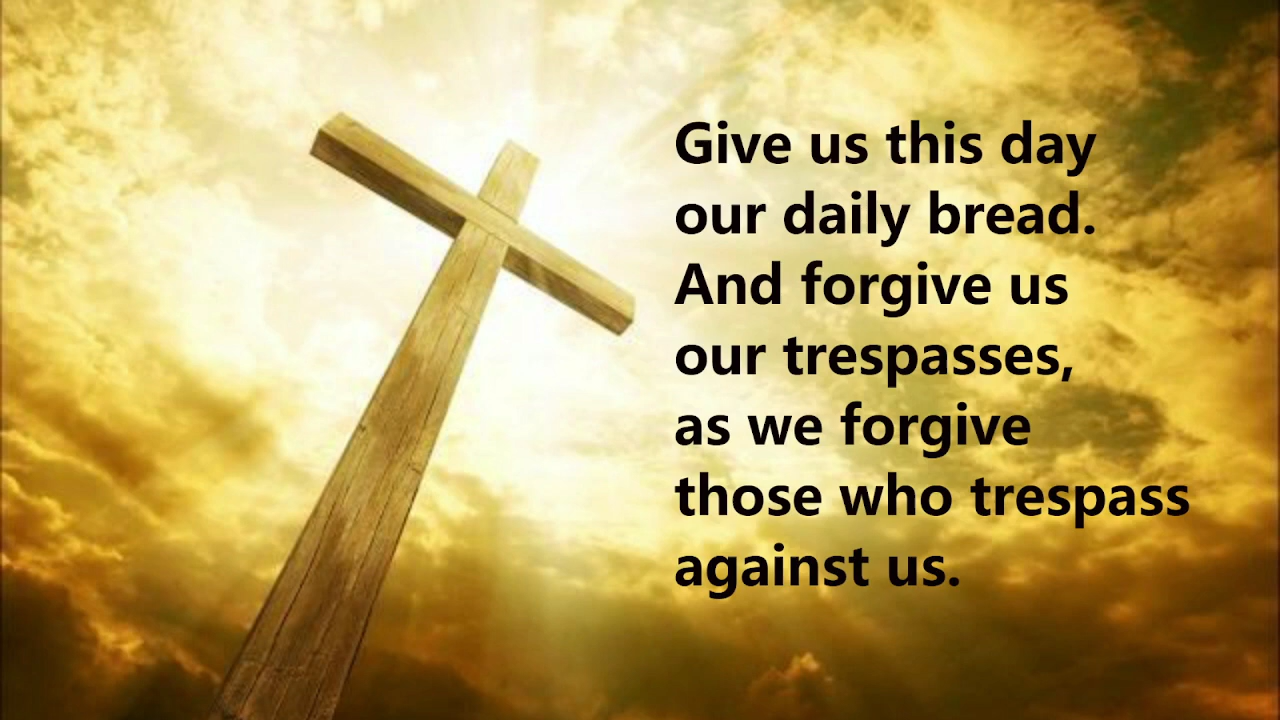 Give us this day
our daily bread.
And forgive us
our trespasses,
as we forgive
those who trespass
against us.